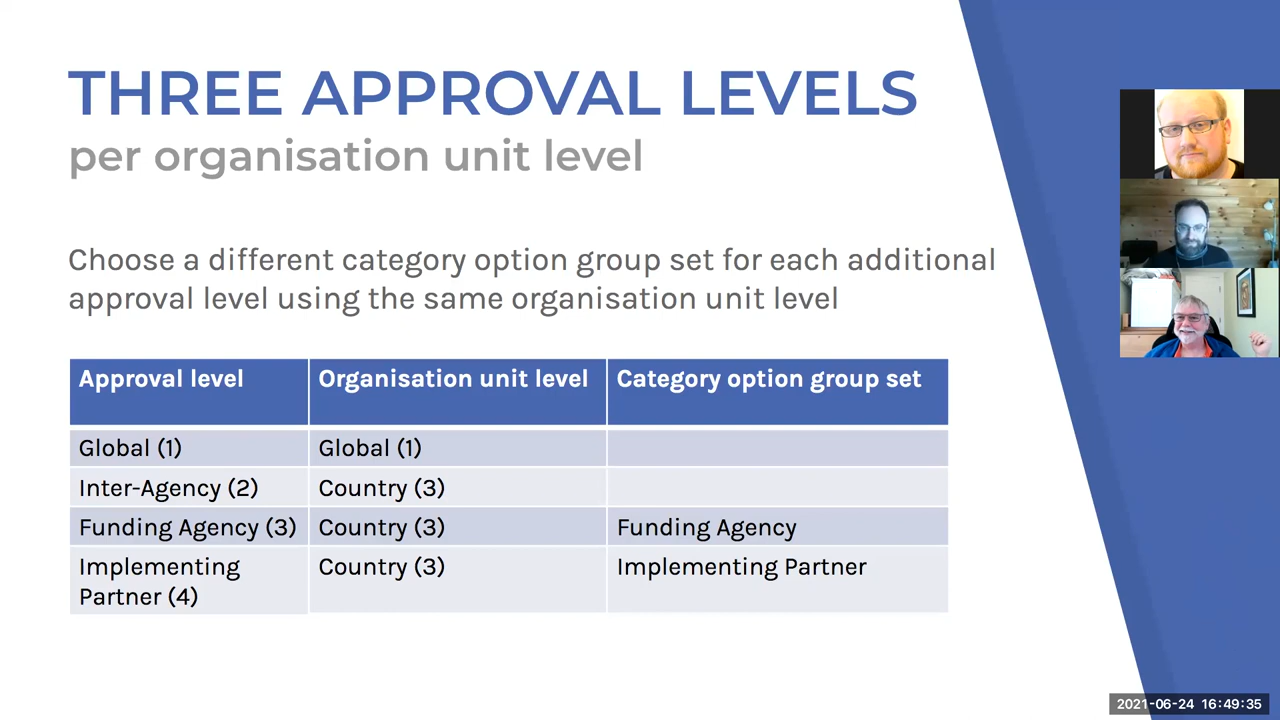 THREE APPROVAL LEVELS
per organisation unit level
Choose a different category option group set for each additional
approval level using the same organisation unit level
Approval level Organisation unit level Category option group set
Global (1) Global (1)
Inter-Agency (2) Country (3)
Funding Agency (3) Country (3) Funding Agency
Implementing Country (3) Implementing Partner
Partner (4)
2021-06-24 16:49:35